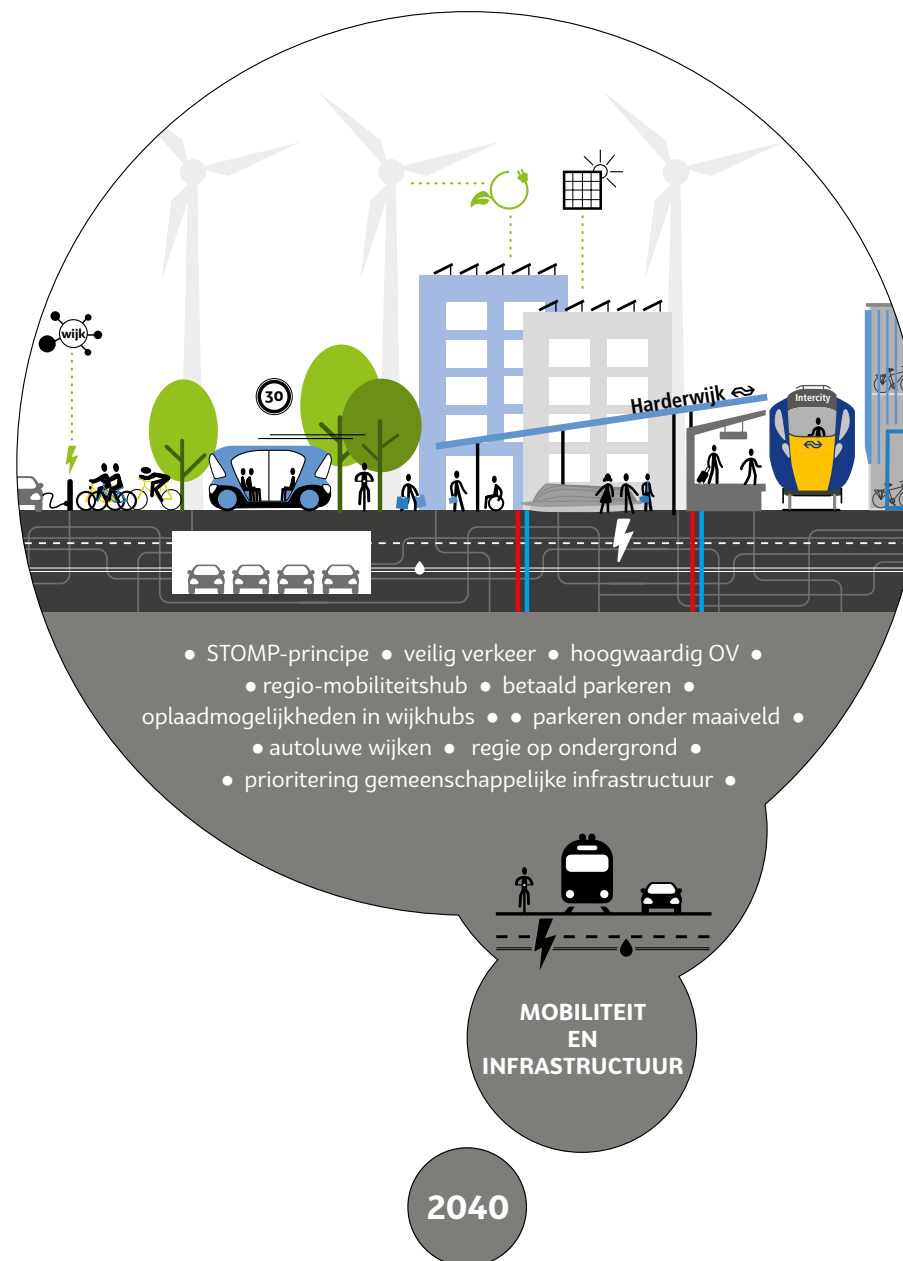 wijk
30
Harderwijk
Intercity
• STOMP-principe • veilig verkeer • hoogwaardig OV •
• regio-mobiliteitshub • betaald parkeren •
oplaadmogelijkheden in wijkhubs • • parkeren onder maaiveld •
• autoluwe wijken • regie op ondergrond •
• prioritering gemeenschappelijke infrastructuur •
MOBILITEIT
EN
INFRASTRUCTUUR
2040